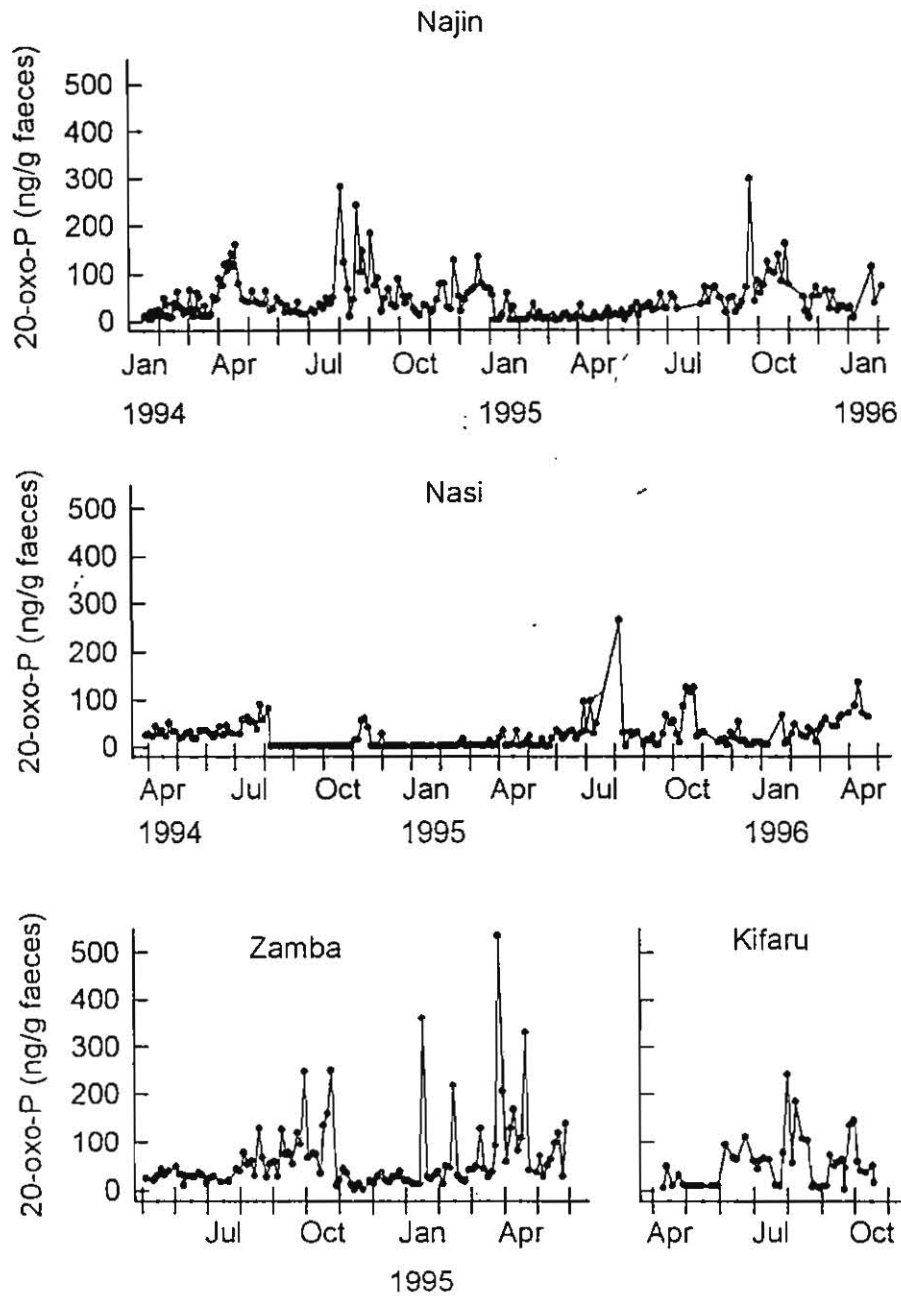 Najin
20-oxo-P (ng/g faeces)
500
400
300
200
100
0
Jan Apr Jul Oct Jan Apr Jul Oct Jan
1994 1995 1996
Nasi
20-oxo-P (ng/g faeces)
500
400
300
200
100
0
Apr Jul Oct Jan Apr Jul Oct Jan Apr
1994 1995 1996
Zamba Kifaru
20-oxo-P (ng/g faeces)
500
400
300
200
100
0
Jul Oct Jan Apr Apr Jul Oct
1995